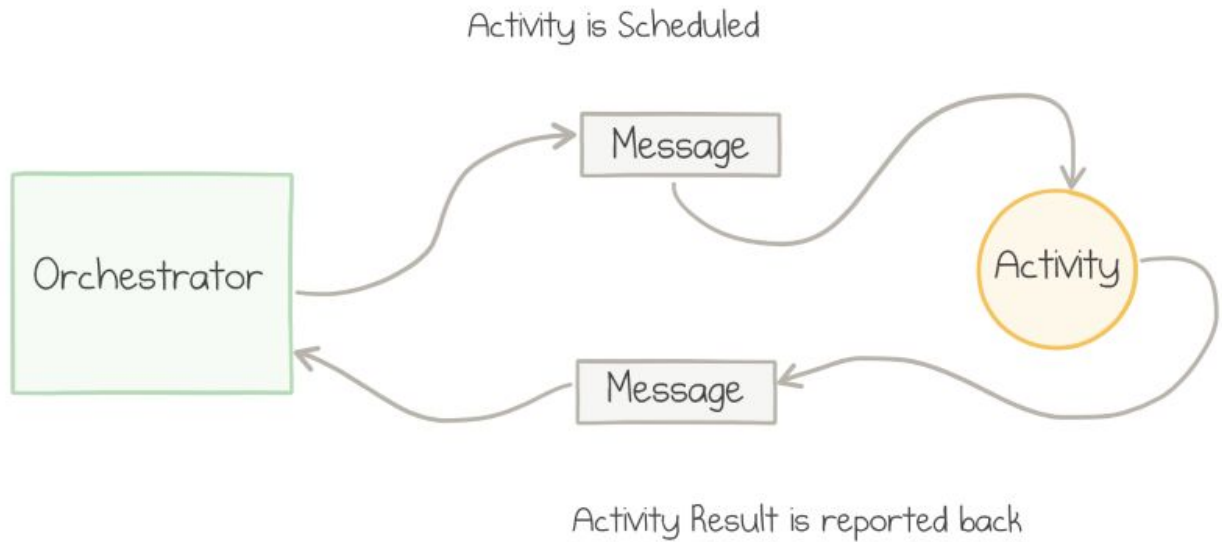 Activity is Scheduled
Message
Orchestrator
Activity
Message
Activity Result is reported back